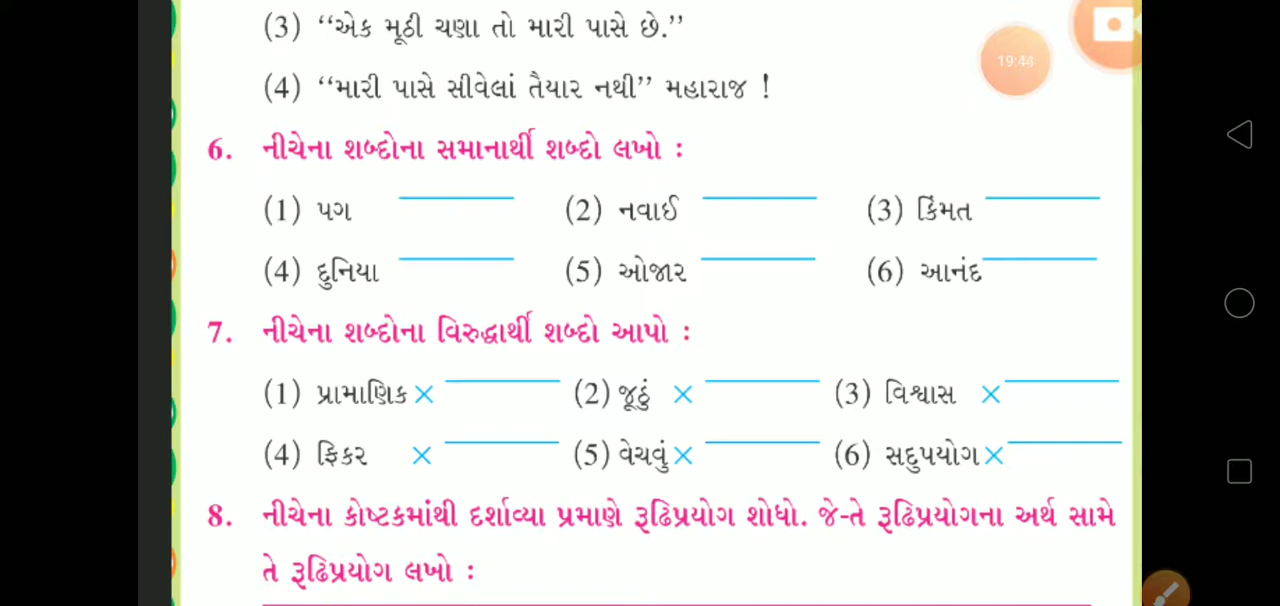 (3) “એક મૂઠી ચણા તો મારી પાસે છે.”
19:44
(4) “મારી પાસે સીવેલાં તૈયાર નથી” મહારાજ !
6. નીચેના શબ્દોના સમાનાર્થી શબ્દો લખો :
(1) પગ (2) નવાઈ (3) કિંમત
(4) દુનિયા (5) ઓજાર (6) આનંદ
7. નીચેના શબ્દોના વિરુદ્ધાર્થી શબ્દો આપો :
(1) પ્રામાણિક × (2) જૂઠું × (3) વિશ્વાસ ×
(4) ફિકર × (5) વેચવું × (6) સદુપયોગ ×
8. નીચેના કોષ્ટકમાંથી દર્શાવ્યા પ્રમાણે રૂઢિપ્રયોગ શોધો. જે-તે રૂઢિપ્રયોગના અર્થ સામે
તે રૂઢિપ્રયોગ લખો :